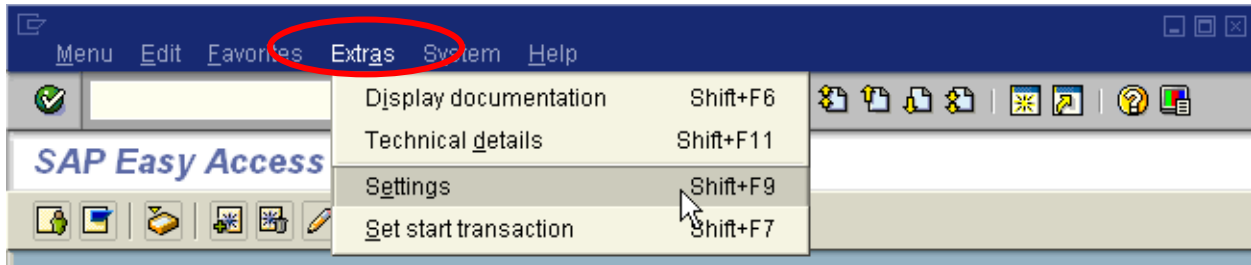 Menu Edit Favorites Extras System Help
Display documentation Shift+F6
Technical details Shift+F11
SAP Easy Access
Settings Shift+F9
Set start transaction Shift+F7